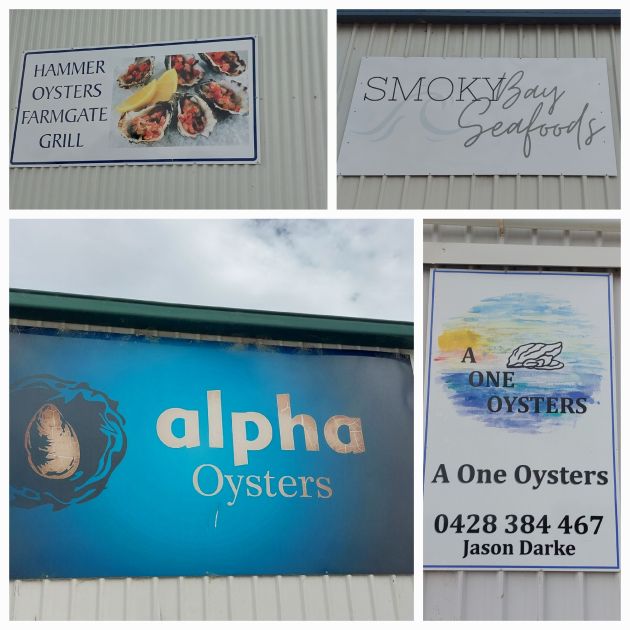 HAMMER
OYSTERS
FARMGATE
GRILL
SMOKY Bay
Seafoods
alpha
Oysters
A
ONE
OYSTERS
A One Oysters
0428 384 467
Jason Darke